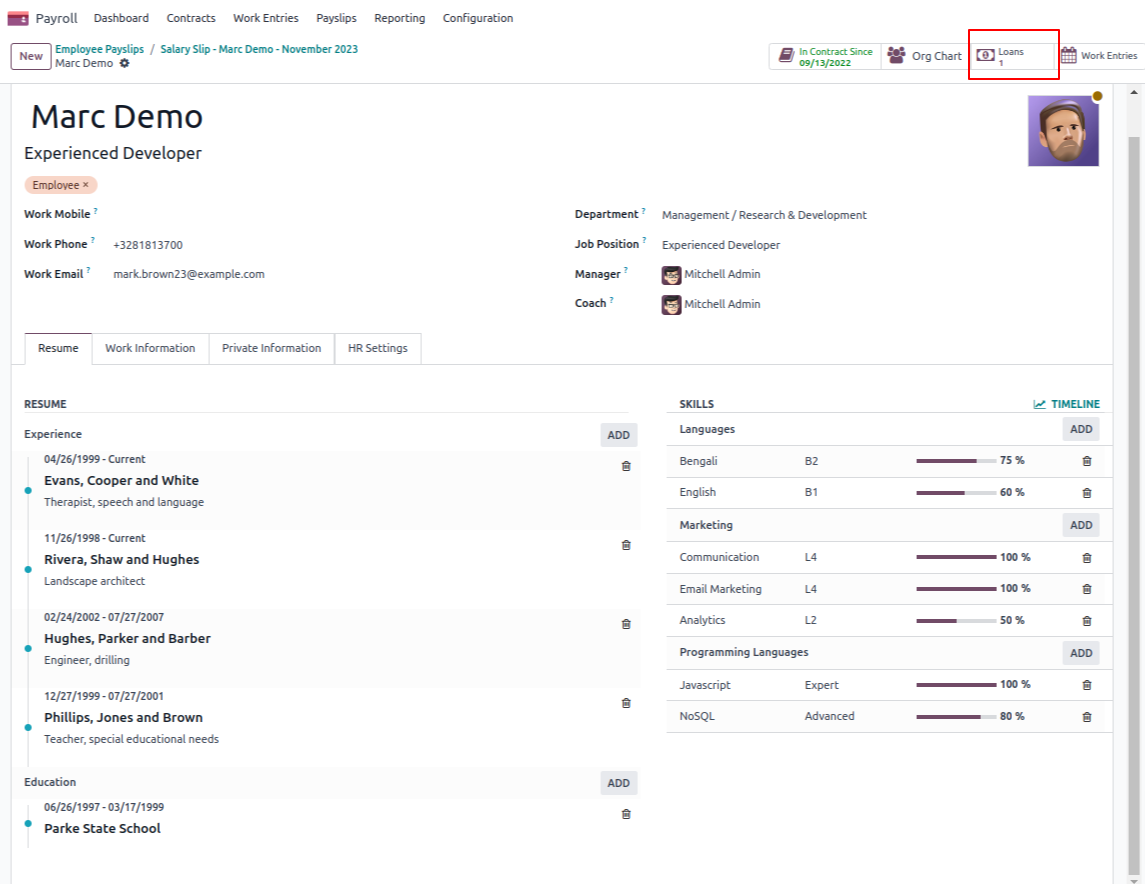 Payroll Dashboard Contracts Work Entries Payslips Reporting Configuration
New
Employee Payslips / Salary Slip - Marc Demo - November 2023
Marc Demo
In Contract Since
09/13/2022
Org Chart
Loans
1
Work Entries
Marc Demo
Experienced Developer
Employee ×
Work Mobile ?
Work Phone ? +3281813700
Work Email ? mark.brown23@example.com
Department ? Management / Research & Development
Job Position ? Experienced Developer
Manager ? Mitchell Admin
Coach ? Mitchell Admin
Resume Work Information Private Information HR Settings
RESUME
Experience ADD
04/26/1999 - Current
Evans, Cooper and White
Therapist, speech and language
11/26/1998 - Current
Rivera, Shaw and Hughes
Landscape architect
02/24/2002 - 07/27/2007
Hughes, Parker and Barber
Engineer, drilling
12/27/1999 - 07/27/2001
Phillips, Jones and Brown
Teacher, special educational needs
Education ADD
06/26/1997 - 03/17/1999
Parke State School
SKILLS TIMELINE
Languages ADD
Bengali B2 75 %
English B1 60 %
Marketing ADD
Communication L4 100 %
Email Marketing L4 100 %
Analytics L2 50 %
Programming Languages ADD
Javascript Expert 100 %
NoSQL Advanced 80 %